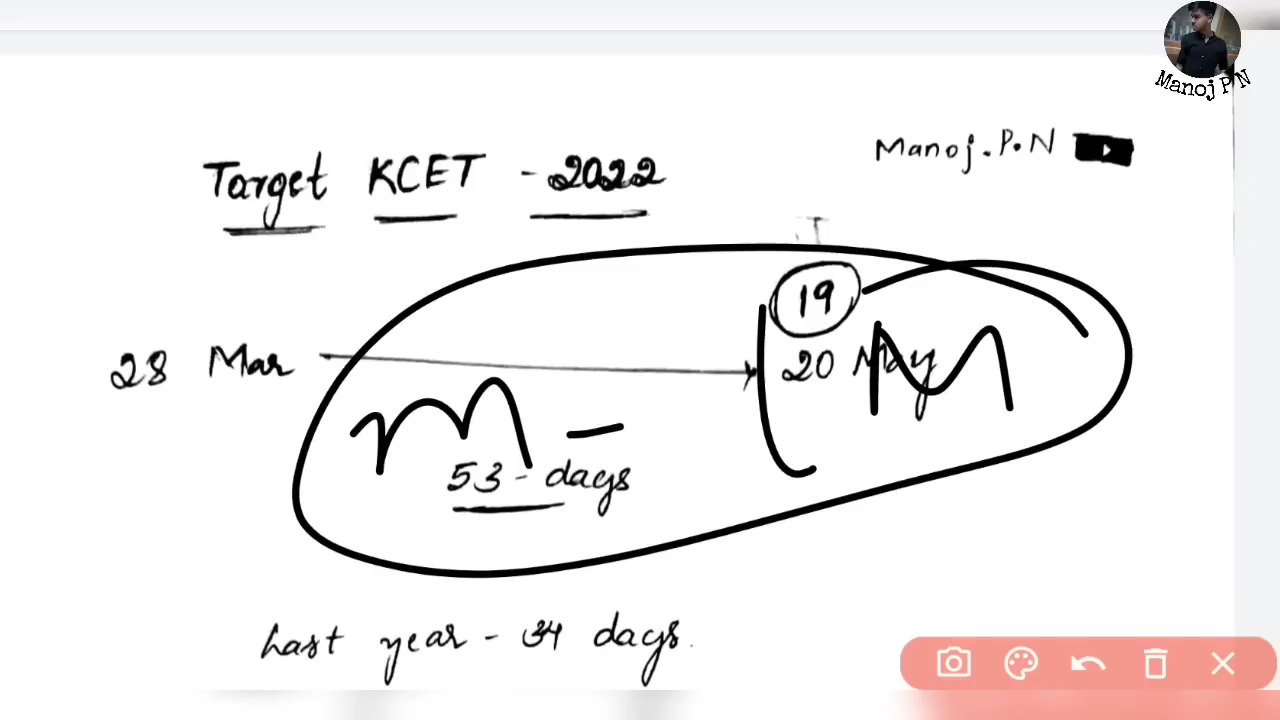 Manoj P N
Manoj.P.N
Target KCET - 2022
19
28 Mar
20 May
M
m -
53 - days
Last year - 34 days.